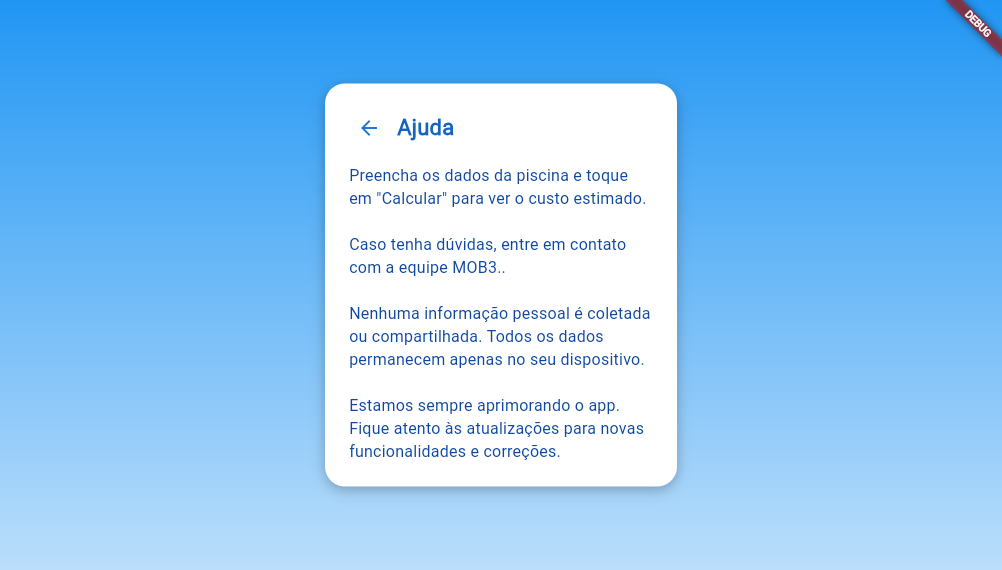 DEBUG
Ajuda
Preencha os dados da piscina e toque
em "Calcular" para ver o custo estimado.
Caso tenha dúvidas, entre em contato
com a equipe MOB3..
Nenhuma informação pessoal é coletada
ou compartilhada. Todos os dados
permanecem apenas no seu dispositivo.
Estamos sempre aprimorando o app.
Fique atento às atualizações para novas
funcionalidades e correções.